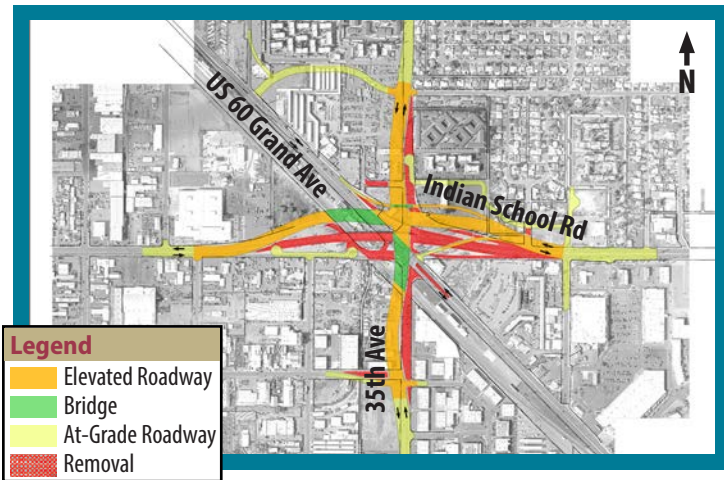 N
US 60 Grand Ave
Indian School Rd
35th Ave
Legend
Elevated Roadway
Bridge
At-Grade Roadway
Removal